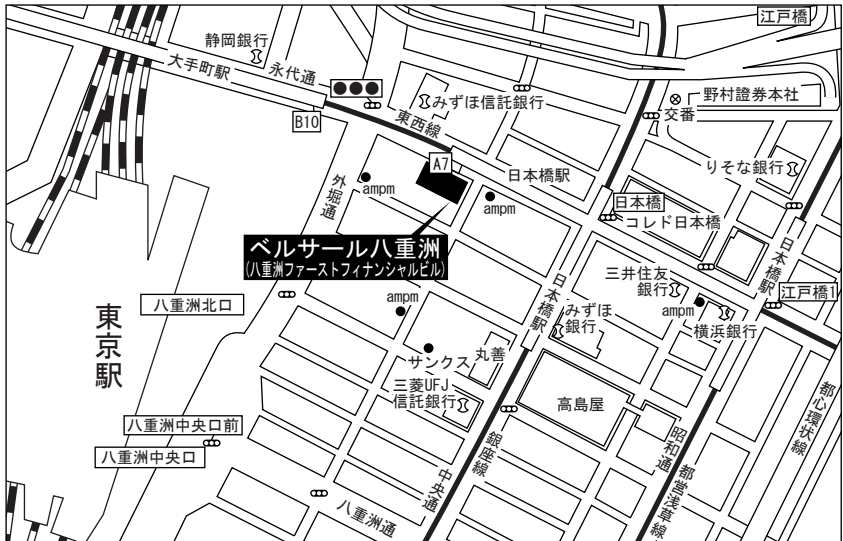 江戸橋
静岡銀行
大手町駅
永代通
みずほ信託銀行
野村證券本社
交番
B10
東西線
A7
日本橋駅
りそな銀行
外堀通
ampm
ampm
日本橋
コレド日本橋
ベルサール八重洲
(八重洲ファーストフィナンシャルビル)
日本橋駅
三井住友
銀行
日本橋駅
江戸橋1
八重洲北口
ampm
みずほ
銀行
ampm
横浜銀行
東京駅
サンクス
丸善
三菱UFJ
信託銀行
高島屋
都心環状線
八重洲中央口前
八重洲中央口
中央通
銀座線
昭和通
都営浅草線
八重洲通